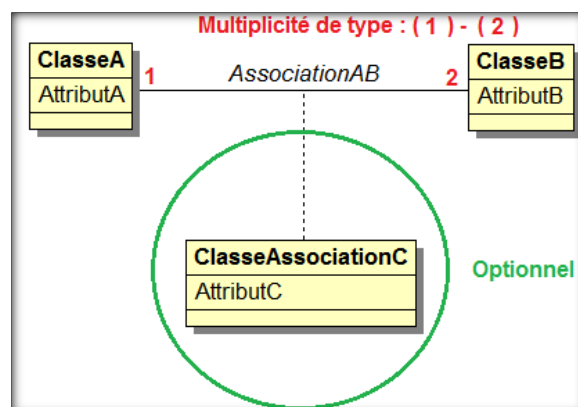 Multiplicité de type : ( 1 ) - ( 2 )
ClasseA
AttributA
1
AssociationAB
2
ClasseB
AttributB
ClasseAssociationC
AttributC
Optionnel